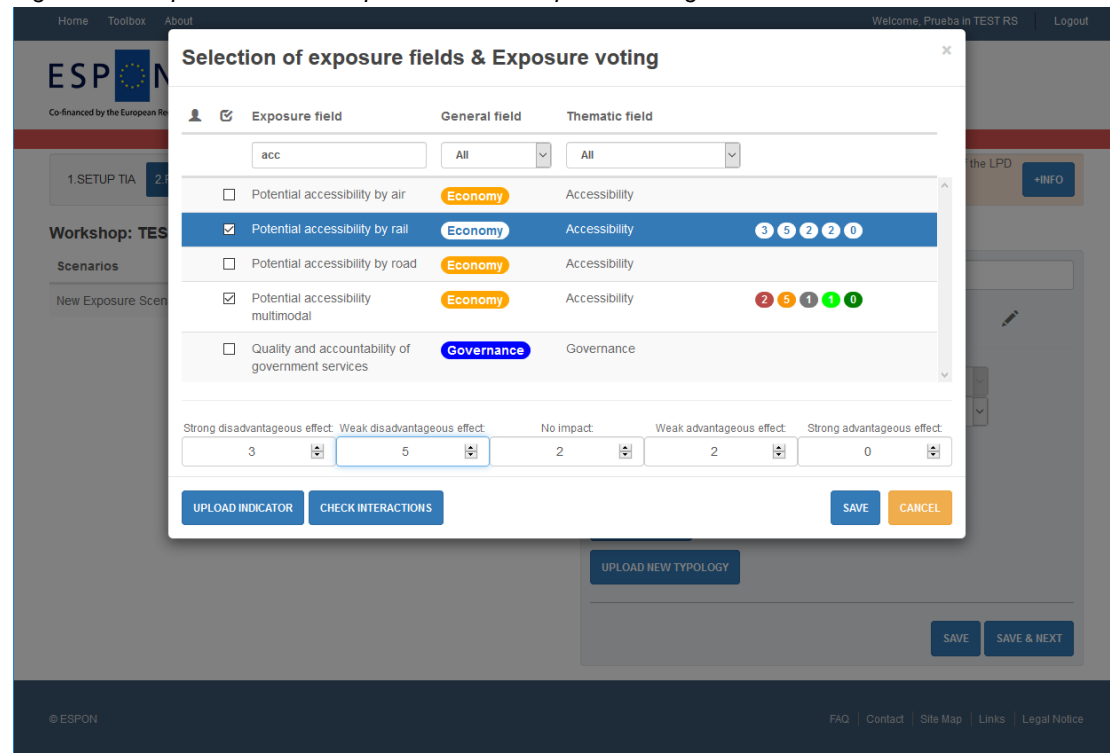 Home Toolbox About Welcome, Prueba in TEST RS Logout
Selection of exposure fields & Exposure voting ×
ESP N
Co-financed by the European Re
Exposure field General field Thematic field
acc All All
1.SETUP TIA 2. the LPD +INFO
Potential accessibility by air Economy Accessibility
Workshop: TES Potential accessibility by rail Economy Accessibility 3 5 2 2 0
Scenarios Potential accessibility by road Economy Accessibility
New Exposure Scen Potential accessibility Economy Accessibility 2 5 1 1 0
multimodal
Quality and accountability of Governance Governance
government services
Strong disadvantageous effect: Weak disadvantageous effect: No impact: Weak advantageous effect: Strong advantageous effect:
3 5 2 2 0
UPLOAD INDICATOR CHECK INTERACTIONS SAVE CANCEL
UPLOAD NEW TYPOLOGY
SAVE SAVE & NEXT
© ESPON FAQ | Contact | Site Map | Links | Legal Notice